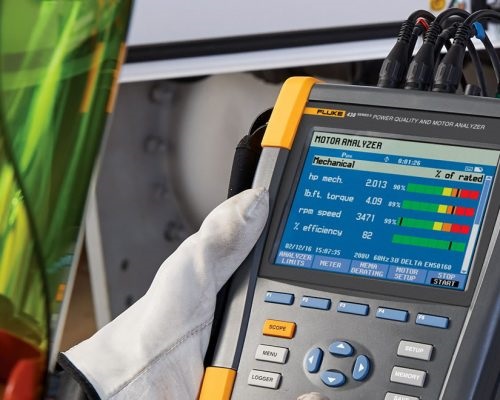 FLUKE 438 SERIES II POWER QUALITY AND MOTOR ANALYZER
MOTOR ANALYZER
Puni 0:01:26
Mechanical % of rated
hp mech. 2.013 90%
lb.ft. torque 4.09 89%
rpm speed 3471 99%
% efficiency 82
02/12/16 15:07:35 200V 60Hz 3Ø DELTA EN50160
ANALYZER LIMITS METER NEMA DERATING MOTOR SETUP STOP START
F1 F2 F3 F4 F5
SCOPE
MENU
LOGGER
SETUP
MEMORY
SAVE